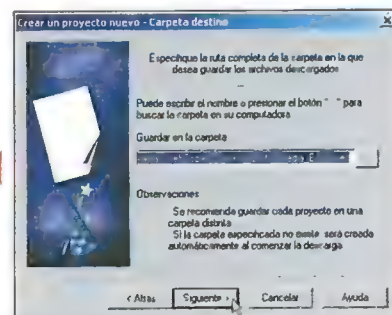 Crear un proyecto nuevo - Carpeta destino
Especifique la ruta completa de la carpeta en la que
desea guardar los archivos descargados
Puede escribir el nombre o presionar el botón " " para
buscar la carpeta en su computadora
Guardar en la carpeta
Observaciones
Se recomienda guardar cada proyecto en una
carpeta distinta
Si la carpeta especificada no existe será creada
automáticamente al comenzar la descarga
< Atrás Siguiente > Cancelar Ayuda